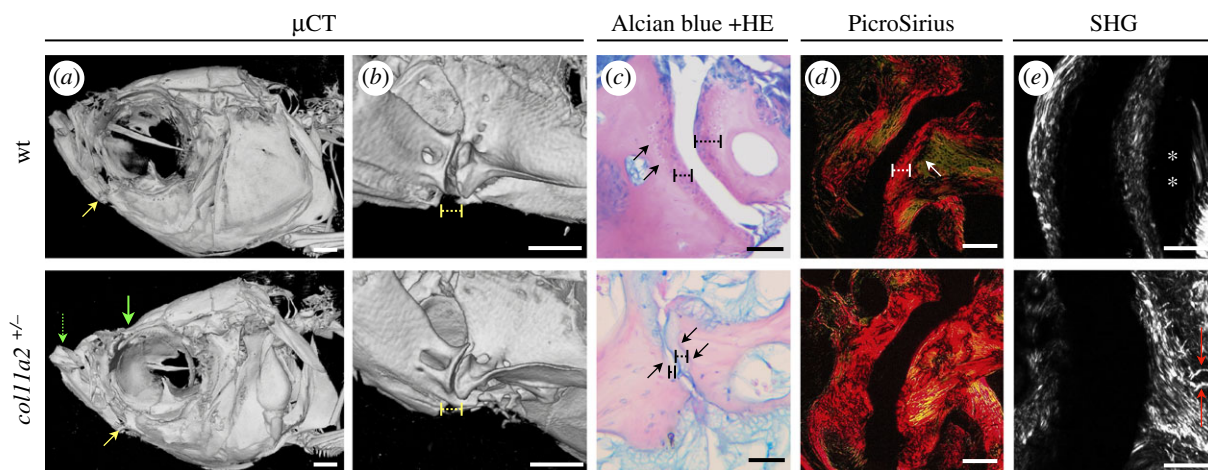 μCT
Alcian blue +HE
PicroSirius
SHG
(a)
(b)
(c)
(d)
(e)
wt
*
*
col11a2 +/–